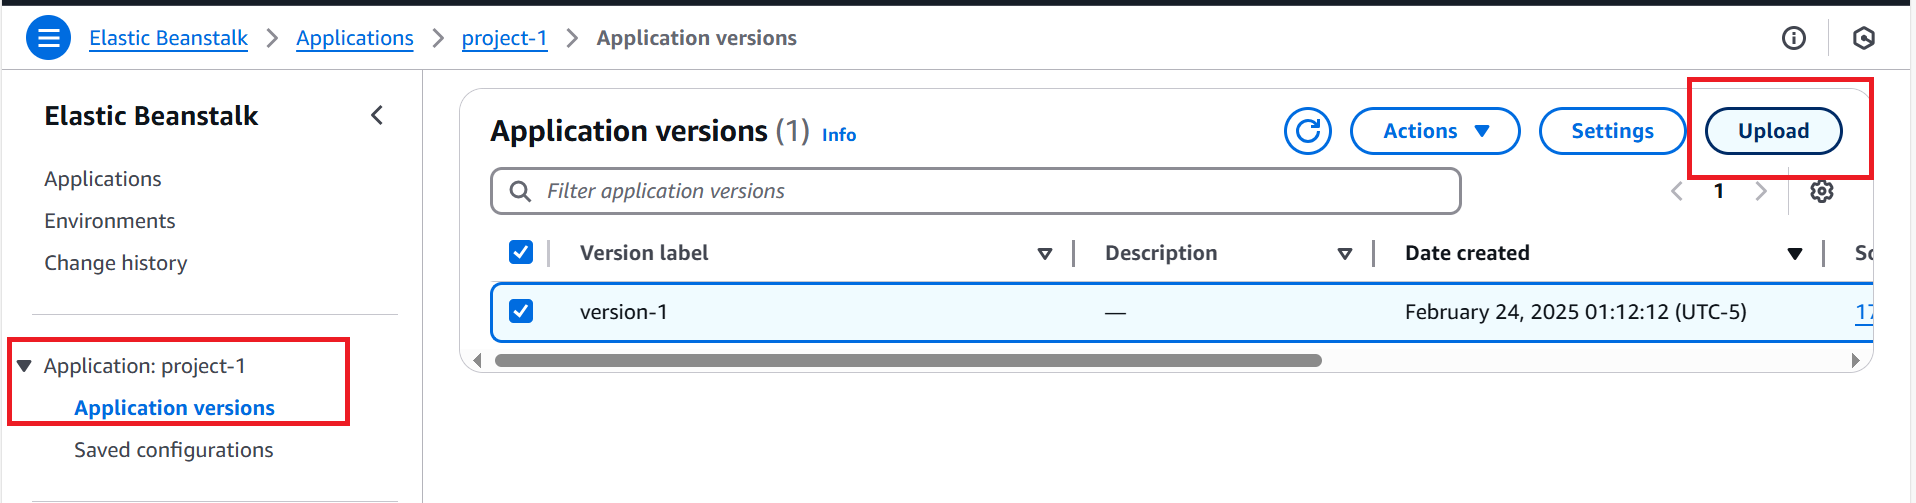 Elastic Beanstalk > Applications > project-1 > Application versions
Elastic Beanstalk
Applications
Environments
Change history
Application: project-1
Application versions
Saved configurations
Application versions (1) Info
Actions
Settings
Upload
Filter application versions
1
Version label
Description
Date created
version-1
—
February 24, 2025 01:12:12 (UTC-5)